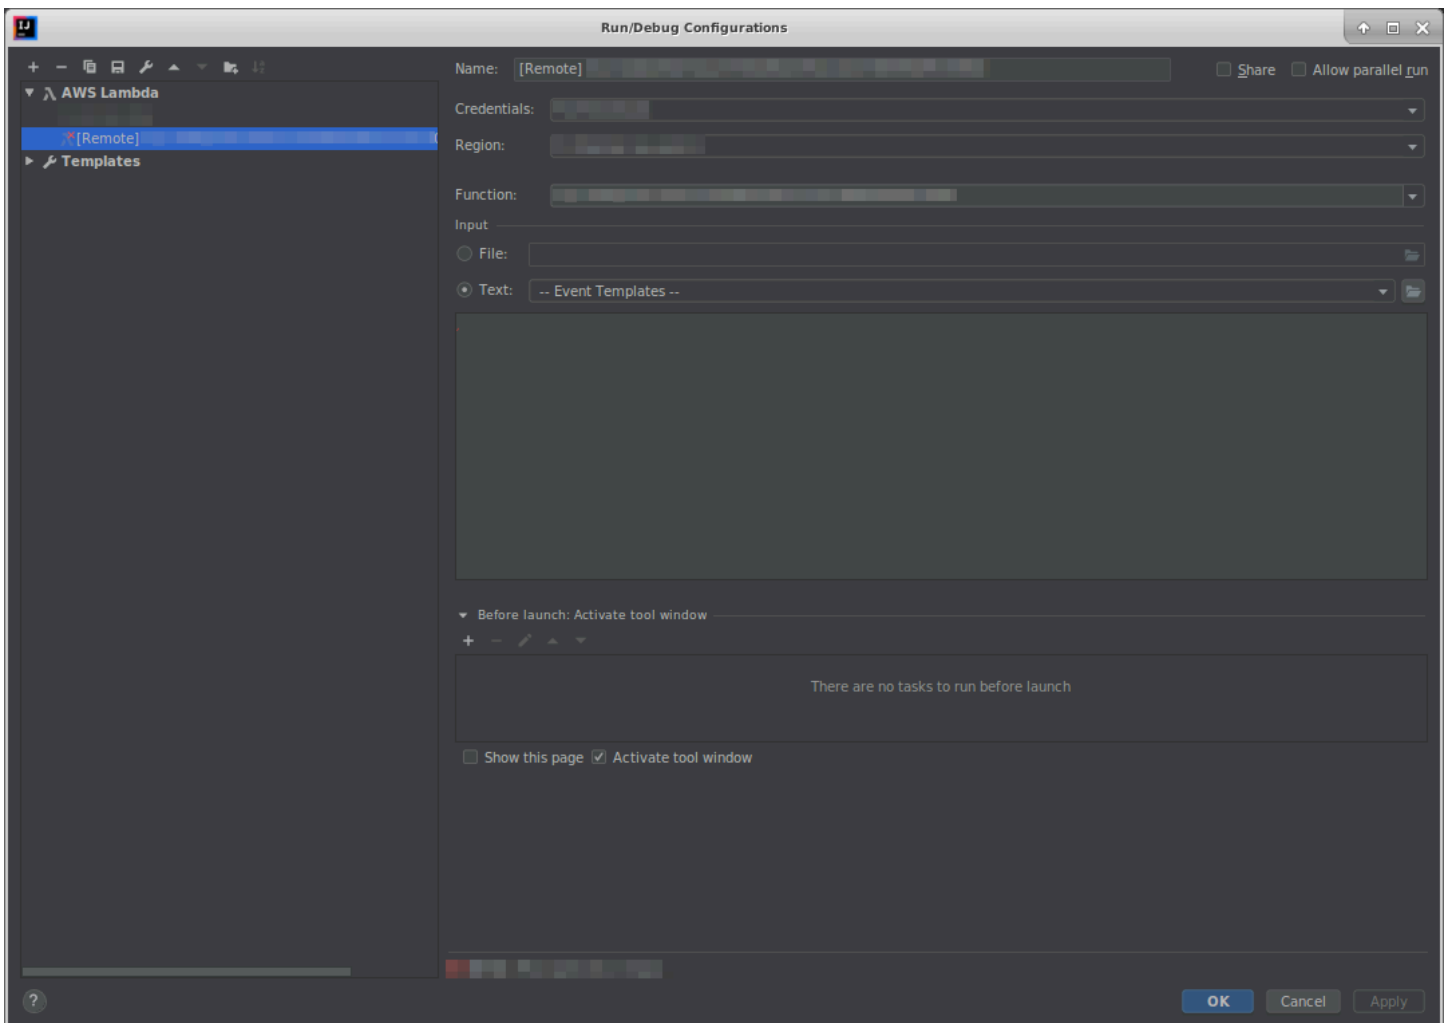 Run/Debug Configurations
AWS Lambda
[Remote]
Templates
Name: [Remote]
Share
Allow parallel run
Credentials:
Region:
Function:
Input
File:
Text: -- Event Templates --
Before launch: Activate tool window
There are no tasks to run before launch
Show this page
Activate tool window
?
OK
Cancel
Apply